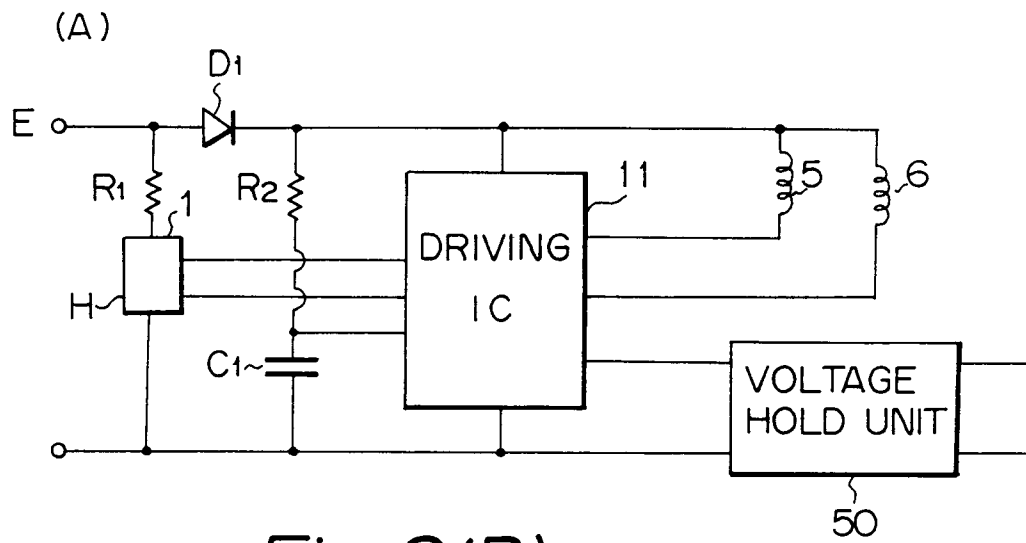 (A)
D1
E
R1
1
R2
11
5
6
H
DRIVING
IC
C1
VOLTAGE
HOLD UNIT
50